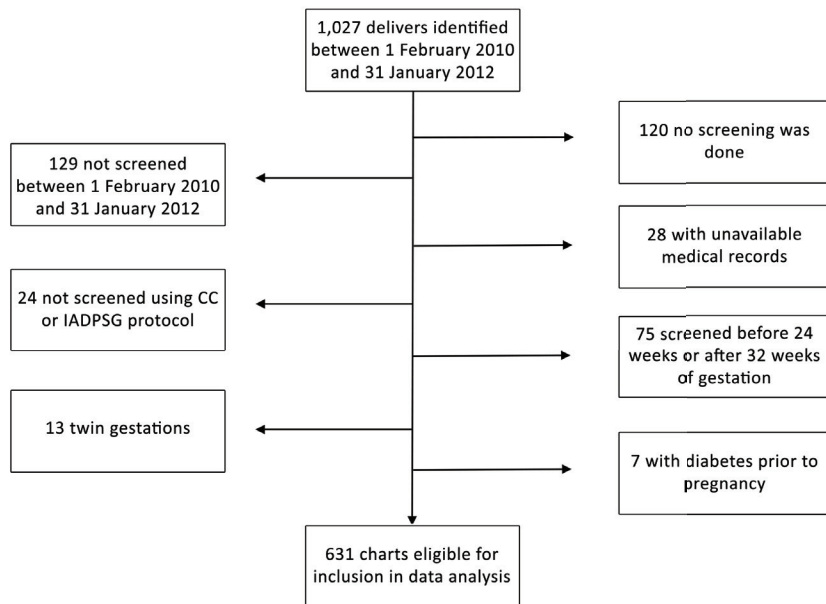 1,027 delivers identified
between 1 February 2010
and 31 January 2012
120 no screening was
done
129 not screened
between 1 February 2010
and 31 January 2012
28 with unavailable
medical records
24 not screened using CC
or IADPSG protocol
75 screened before 24
weeks or after 32 weeks
of gestation
13 twin gestations
7 with diabetes prior to
pregnancy
631 charts eligible for
inclusion in data analysis